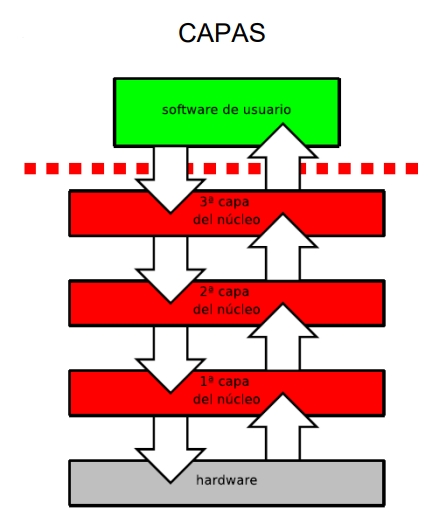 CAPAS
software de usuario
3ª capa
del núcleo
2ª capa
del núcleo
1ª capa
del núcleo
hardware